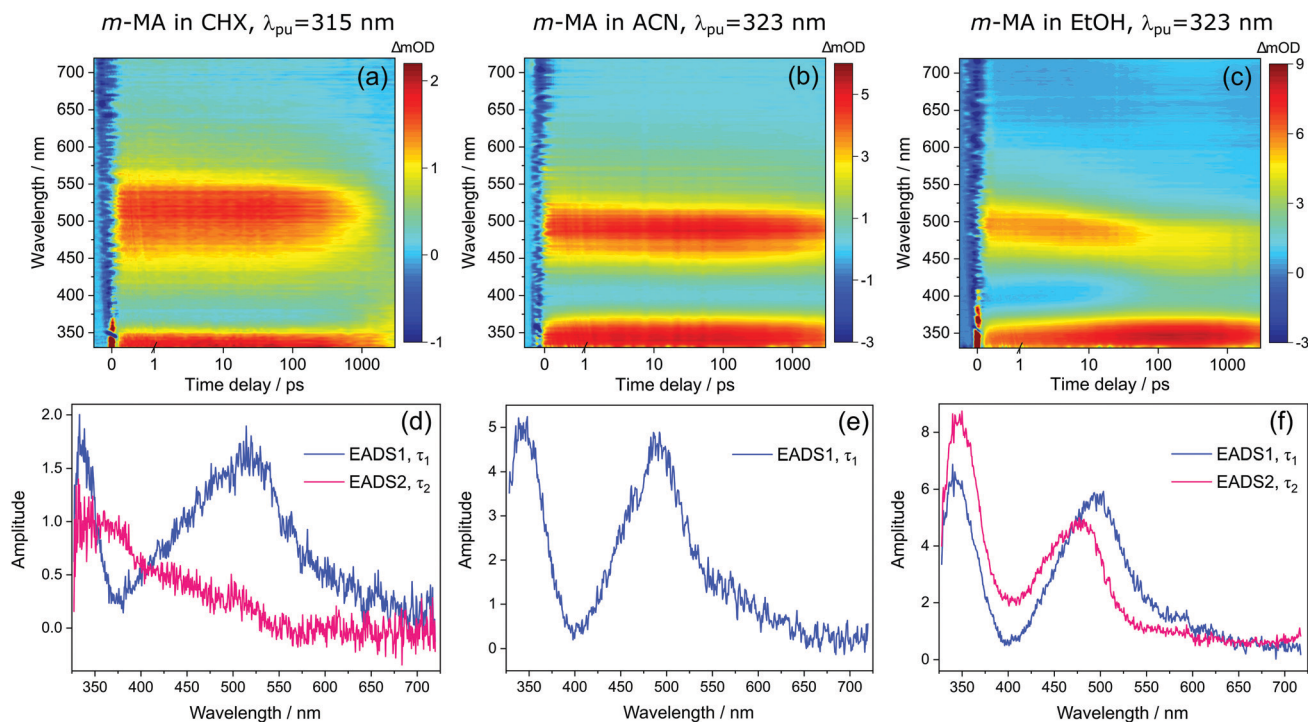 m-MA in CHX, λpu=315 nm
m-MA in ACN, λpu=323 nm
m-MA in EtOH, λpu=323 nm
ΔmOD
ΔmOD
ΔmOD
(a)
(b)
(c)
Wavelength / nm
700
650
600
550
500
450
400
350
2
1
0
-1
0
1
10
100
1000
Time delay / ps
Wavelength / nm
700
650
600
550
500
450
400
350
5
3
1
-1
-3
0
1
10
100
1000
Time delay / ps
Wavelength / nm
700
650
600
550
500
450
400
350
9
6
3
0
-3
0
1
10
100
1000
Time delay / ps
(d)
EADS1, τ1
EADS2, τ2
Amplitude
2.0
1.5
1.0
0.5
0.0
350 400 450 500 550 600 650 700
Wavelength / nm
(e)
EADS1, τ1
Amplitude
5
4
3
2
1
0
350 400 450 500 550 600 650 700
Wavelength / nm
(f)
EADS1, τ1
EADS2, τ2
Amplitude
8
6
4
2
0
350 400 450 500 550 600 650 700
Wavelength / nm